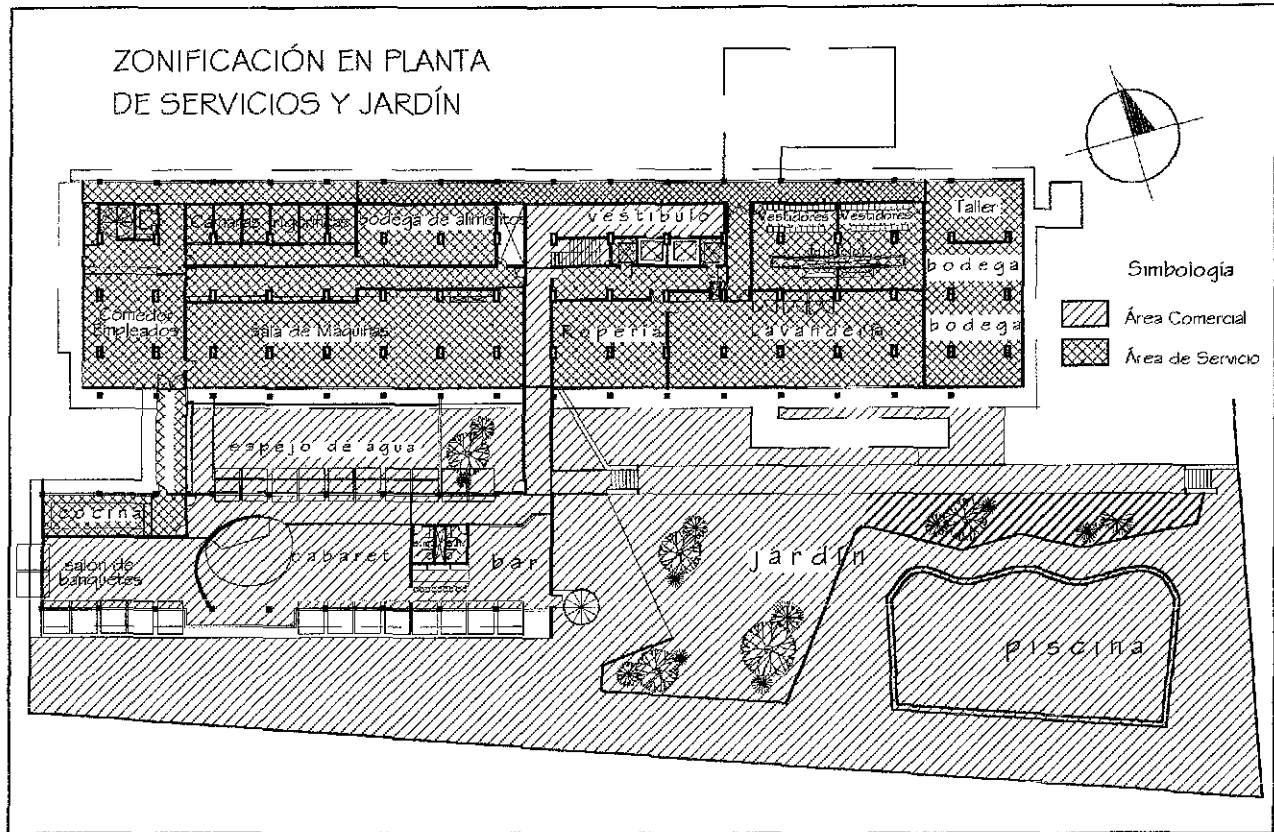 ZONIFICACIÓN EN PLANTA
DE SERVICIOS Y JARDÍN
bodega de alimentos
vestíbulo
Vestidores
Vestidores
Taller
bodega
bodega
Comedor
Empleados
Sala de Máquinas
Ropería
Lavandería
Simbología
Área Comercial
Área de Servicio
espejo de agua
cocina
salón de
banquetes
cabaret
bar
jardín
piscina